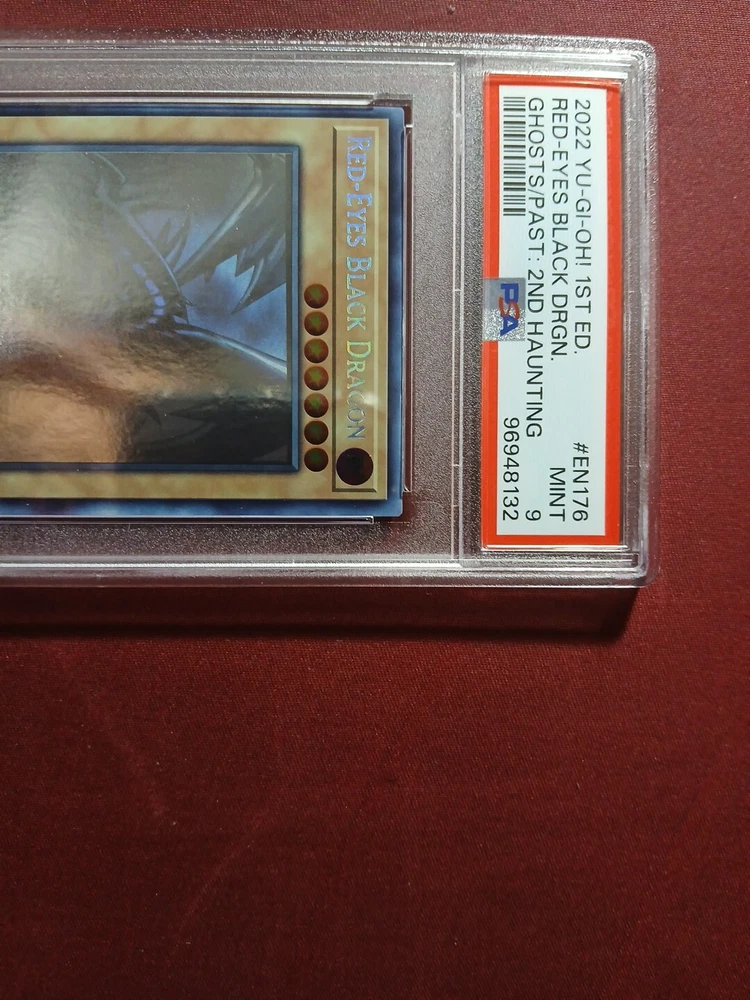 2022 YU-GI-OH! 1ST ED. #EN176
RED-EYES BLACK DRGN. MINT 9
GHOSTS/PAST: 2ND HAUNTING 96948132
PSA
RED-EYES BLACK DRAGON